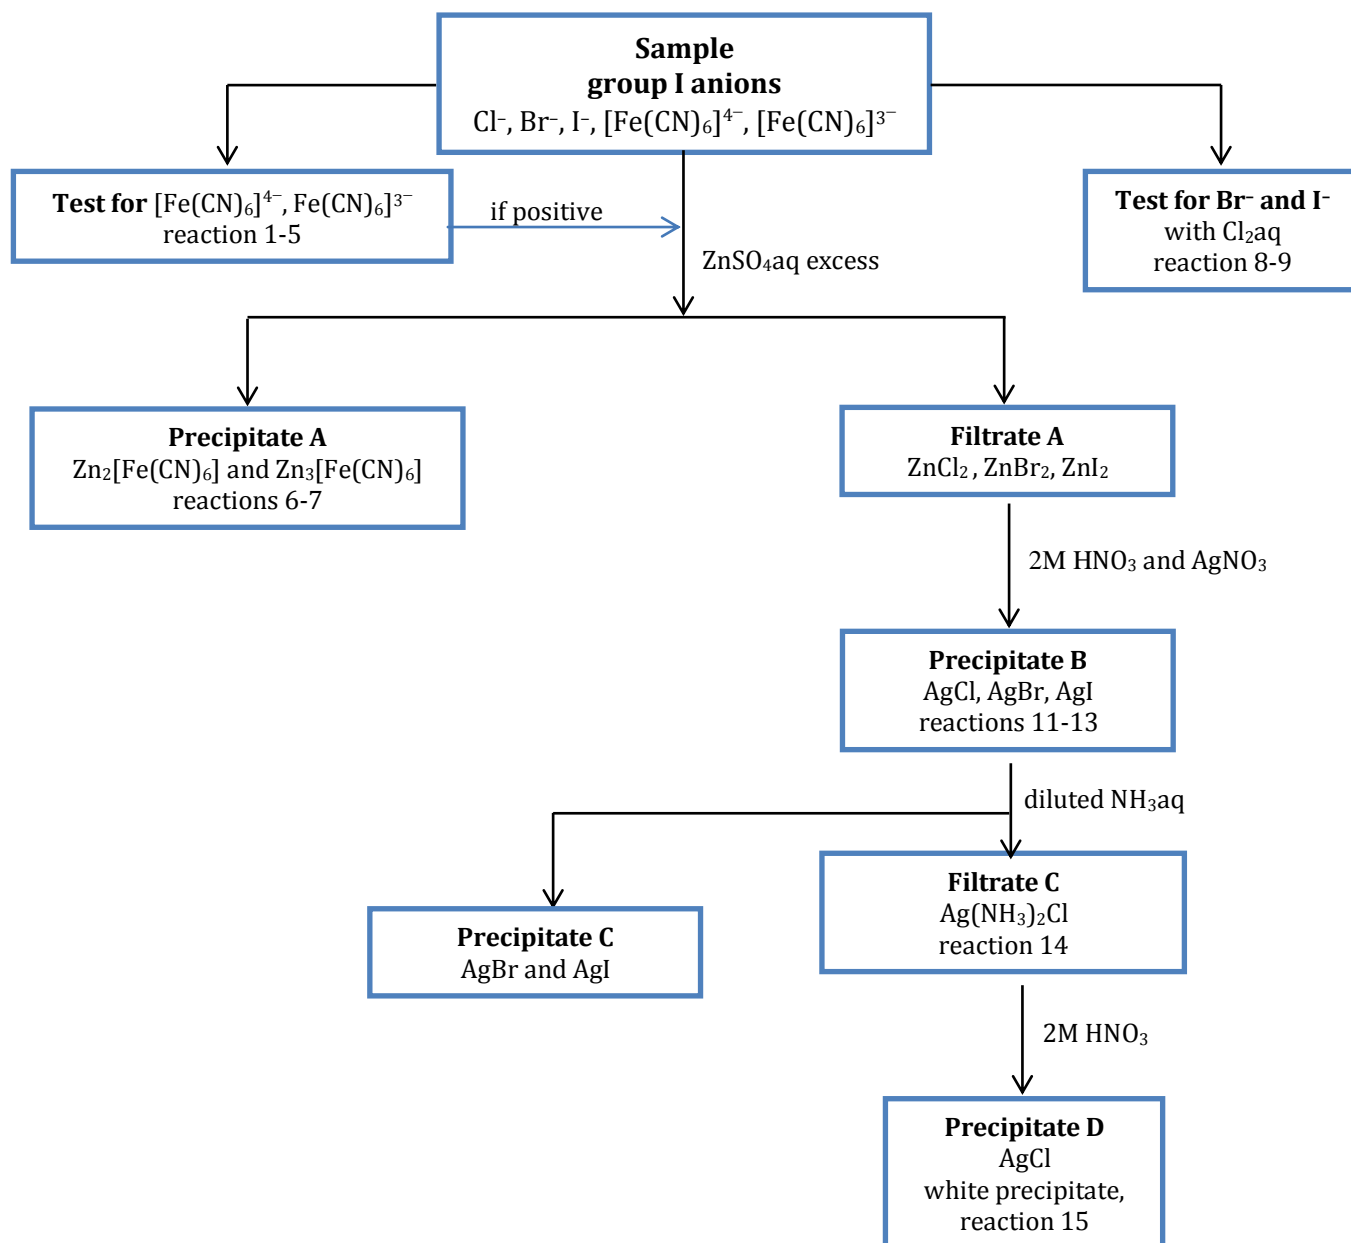 Sample
group I anions
Cl⁻, Br⁻, I⁻, [Fe(CN)₆]⁴⁻, [Fe(CN)₆]³⁻
Test for [Fe(CN)₆]⁴⁻, Fe(CN)₆]³⁻
reaction 1-5
if positive
Test for Br⁻ and I⁻
with Cl₂aq
reaction 8-9
ZnSO₄aq excess
Precipitate A
Zn₂[Fe(CN)₆] and Zn₃[Fe(CN)₆]
reactions 6-7
Filtrate A
ZnCl₂ , ZnBr₂, ZnI₂
2M HNO₃ and AgNO₃
Precipitate B
AgCl, AgBr, AgI
reactions 11-13
diluted NH₃aq
Precipitate C
AgBr and AgI
Filtrate C
Ag(NH₃)₂Cl
reaction 14
2M HNO₃
Precipitate D
AgCl
white precipitate,
reaction 15